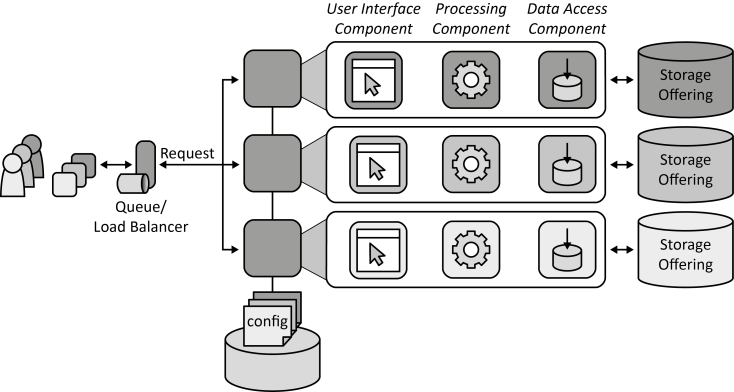 User Interface
Component
Processing
Component
Data Access
Component
Storage
Offering
Request
Queue/
Load Balancer
Storage
Offering
Storage
Offering
config